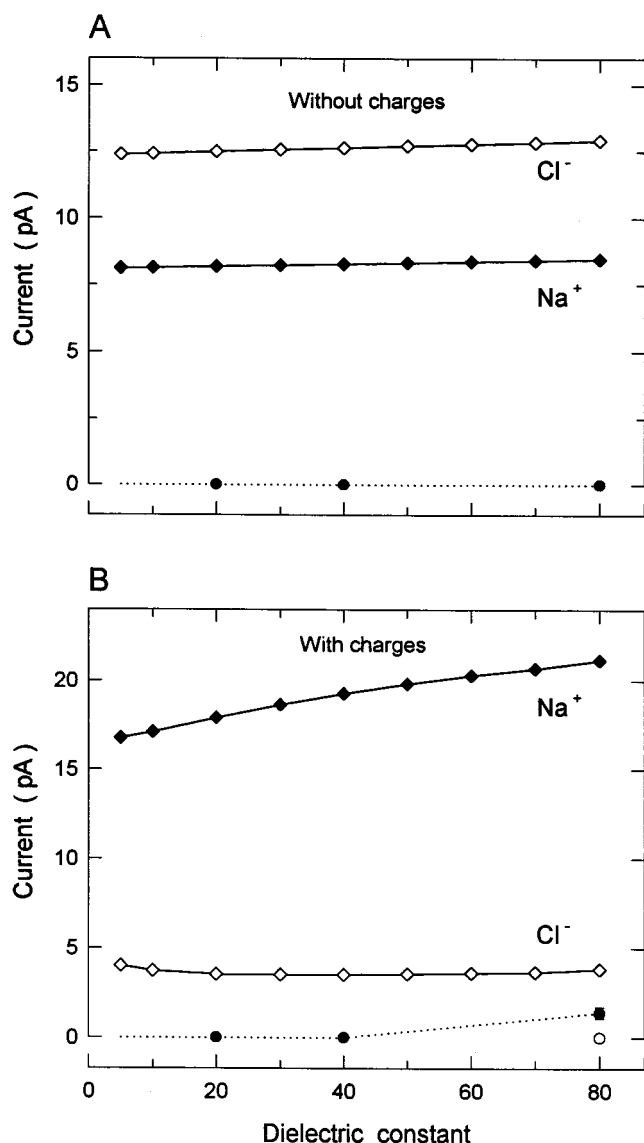 A
15
Without charges
Cl⁻
10
Na⁺
5
0
Current (pA)
B
With charges
20
Na⁺
15
10
Cl⁻
5
0
Current (pA)
0 20 40 60 80
Dielectric constant